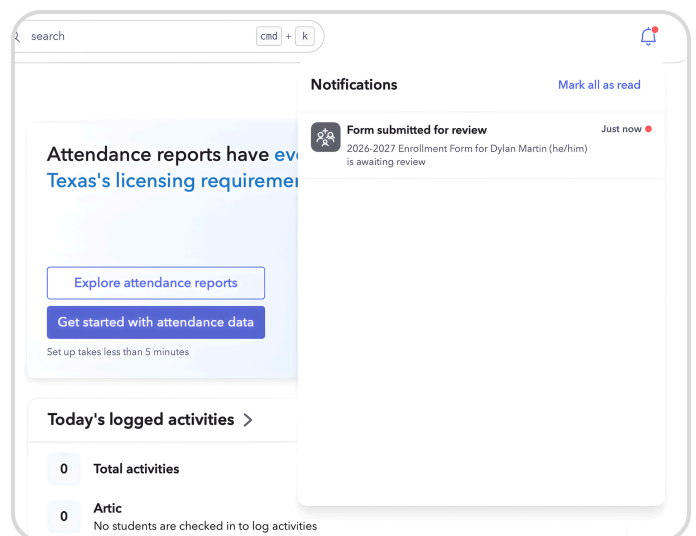 search
cmd + k
Notifications
Mark all as read
Form submitted for review
Just now
2026-2027 Enrollment Form for Dylan Martin (he/him)
is awaiting review
Attendance reports have
Texas's licensing
Explore attendance reports
Get started with attendance data
Set up takes less than 5 minutes
Today's logged activities
0 Total activities
0 Artic
No students are checked in to log activities